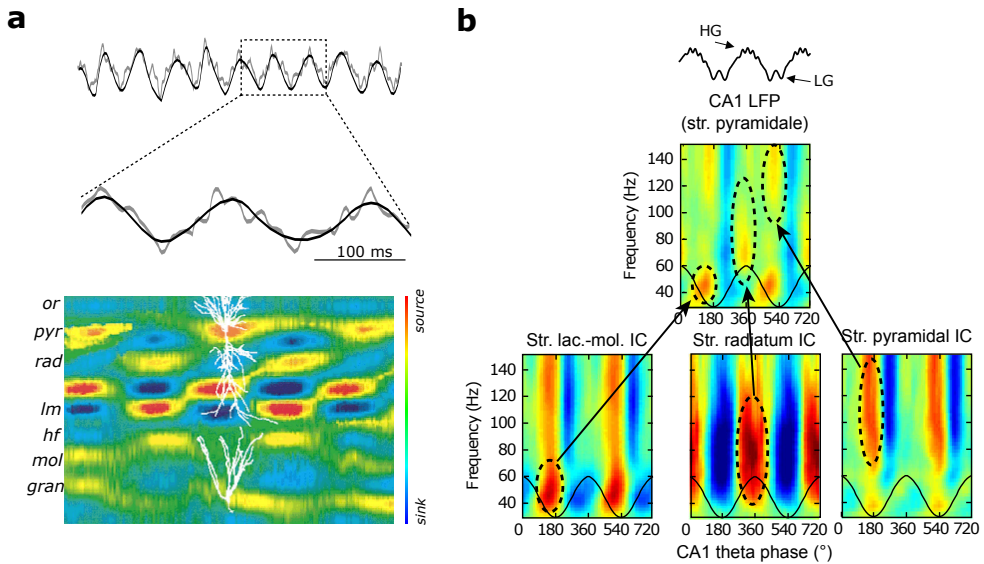 a
100 ms
or
pyr
rad
lm
hf
mol
gran
source
sink
b
HG
LG
CA1 LFP
(str. pyramidale)
Frequency (Hz)
140
120
100
80
60
40
0 180 360 540 720
Str. lac.-mol. IC
Str. radiatum IC
Str. pyramidal IC
Frequency (Hz)
140
120
100
80
60
40
0 180 360 540 720
0 180 360 540 720
0 180 360 540 720
CA1 theta phase (°)